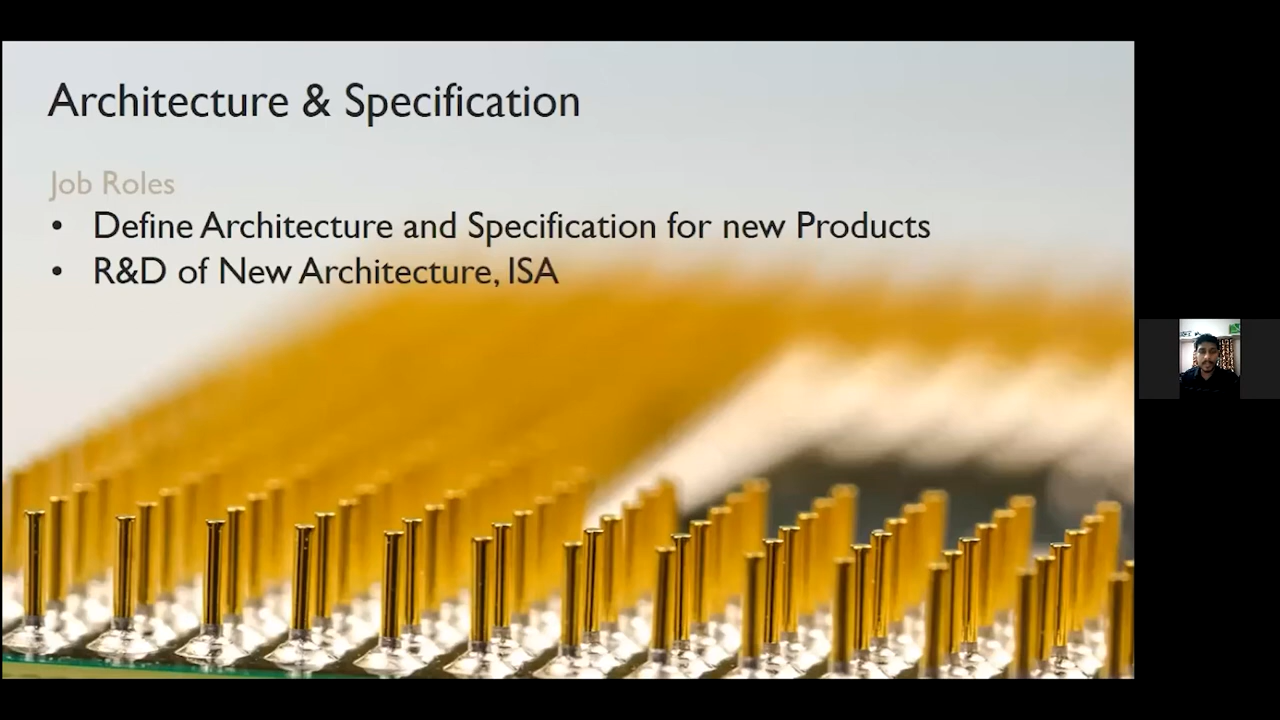 Architecture & Specification
Job Roles
• Define Architecture and Specification for new Products
• R&D of New Architecture, ISA